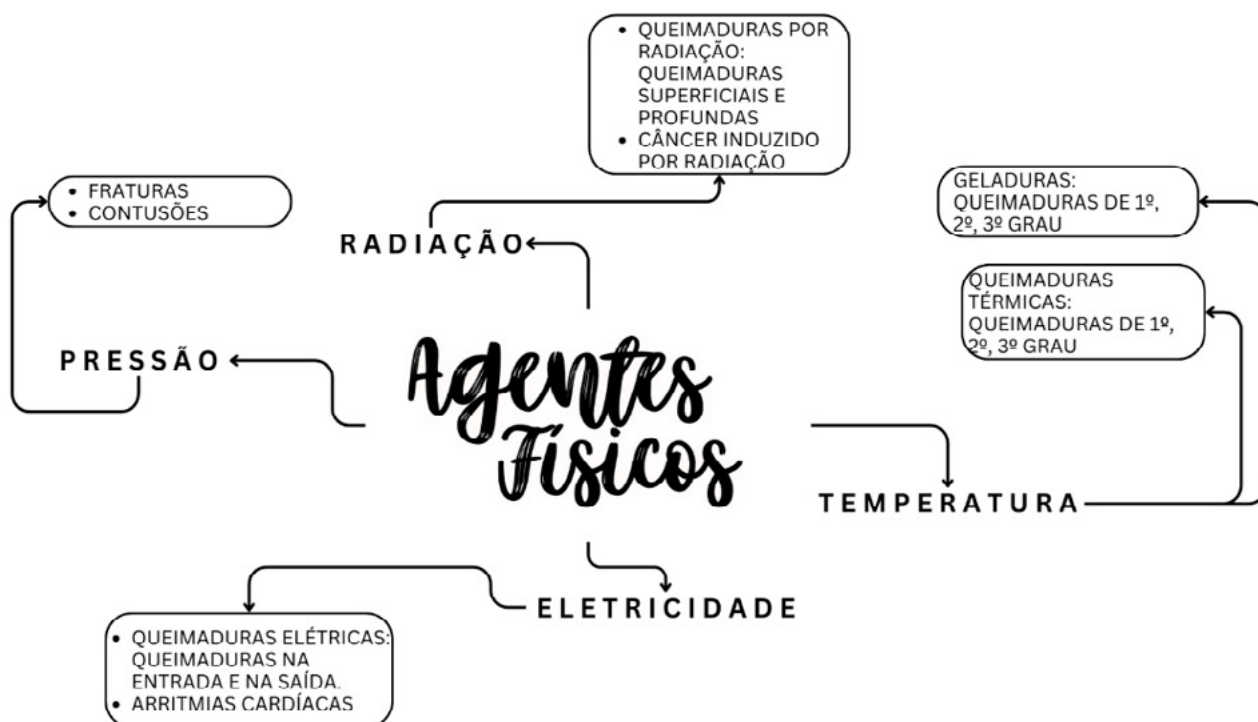 • QUEIMADURAS POR
RADIAÇÃO:
QUEIMADURAS
SUPERFICIAIS E
PROFUNDAS
• CÂNCER INDUZIDO
POR RADIAÇÃO
• FRATURAS
• CONTUSÕES
GELADURAS:
QUEIMADURAS DE 1º,
2º, 3º GRAU
RADIAÇÃO
QUEIMADURAS
TÉRMICAS:
QUEIMADURAS DE 1º,
2º, 3º GRAU
PRESSÃO
Agentes
Físicos
TEMPERATURA
ELETRICIDADE
• QUEIMADURAS ELÉTRICAS:
QUEIMADURAS NA
ENTRADA E NA SAÍDA.
• ARRITMIAS CARDÍACAS